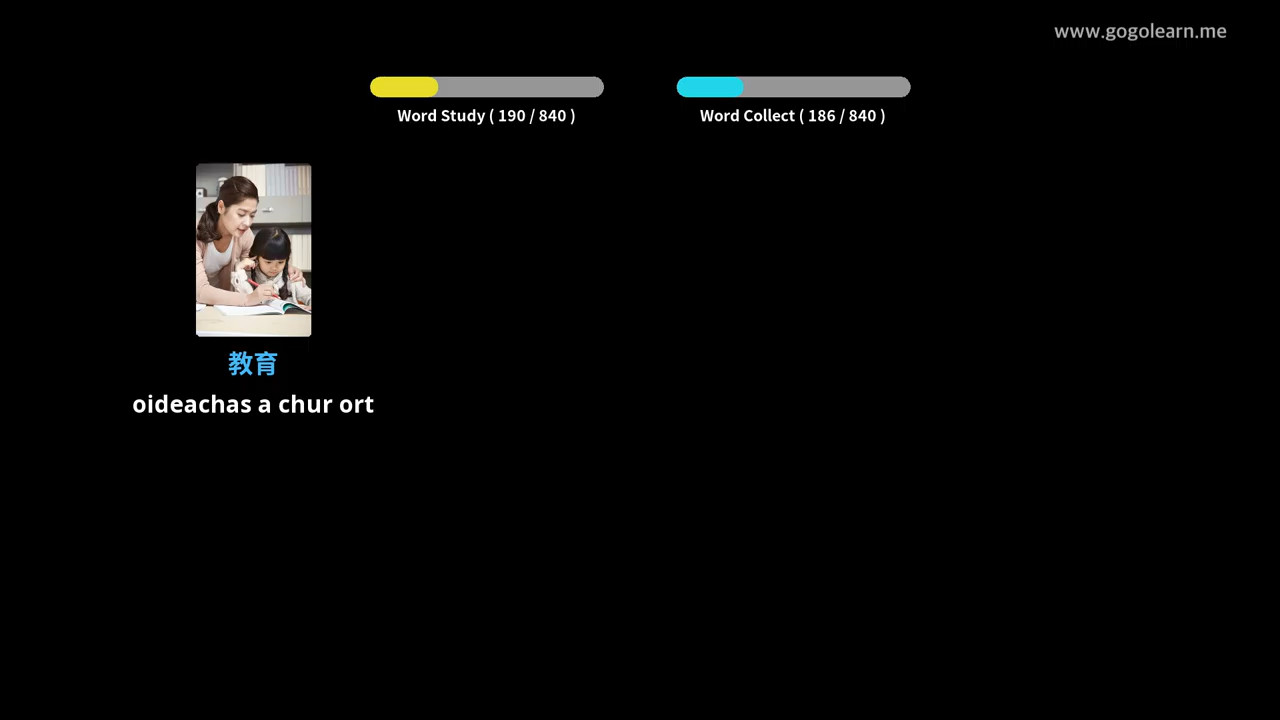 www.gogolearn.me
Word Study ( 190 / 840 )
Word Collect ( 186 / 840 )
教育
oideachas a chur ort